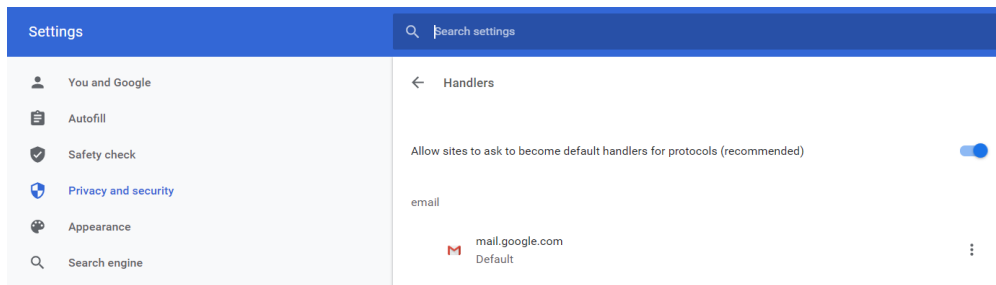 Settings
Search settings
You and Google
Autofill
Safety check
Privacy and security
Appearance
Search engine
Handlers
Allow sites to ask to become default handlers for protocols (recommended)
email
mail.google.com
Default